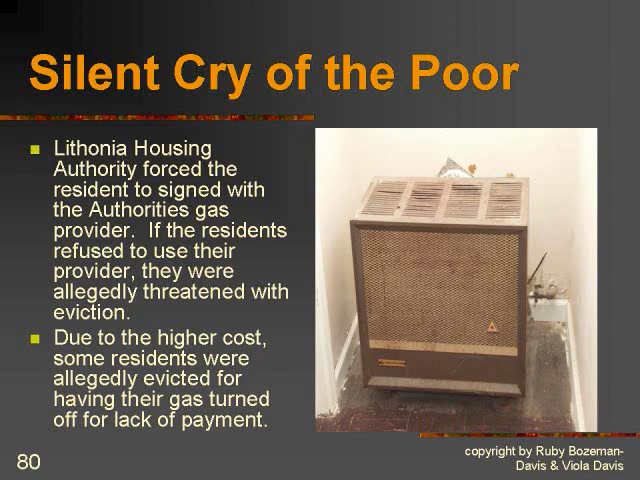 Silent Cry of the Poor
Lithonia Housing
Authority forced the
resident to signed with
the Authorities gas
provider.  If the residents
refused to use their
provider, they were
allegedly threatened with
eviction.
Due to the higher cost,
some residents were
allegedly evicted for
having their gas turned
off for lack of payment.
80
copyright by Ruby Bozeman-
Davis & Viola Davis